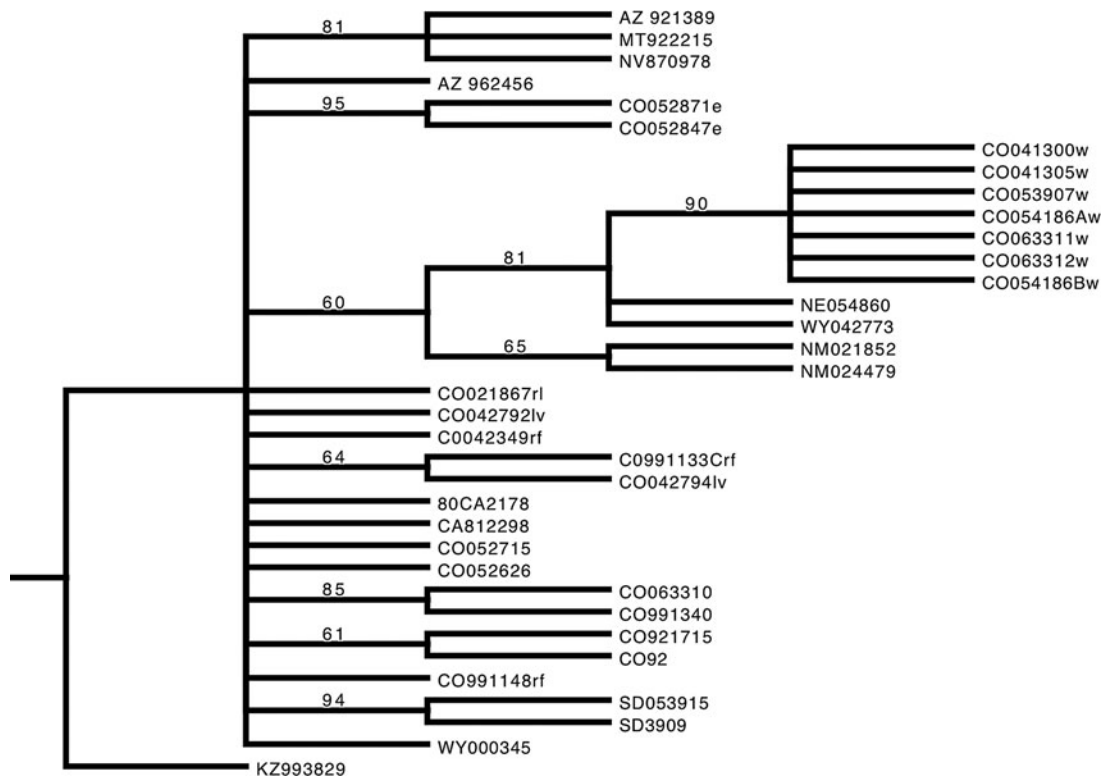 81
AZ 921389
MT922215
NV870978
AZ 962456
95
CO052871e
CO052847e
CO041300w
CO041305w
CO053907w
90
CO054186Aw
CO063311w
81
CO063312w
CO054186Bw
60
NE054860
WY042773
65
NM021852
NM024479
CO021867rl
CO042792lv
C0042349rf
64
C0991133Crf
CO042794lv
80CA2178
CA812298
CO052715
CO052626
85
CO063310
CO991340
61
CO921715
CO92
CO991148rf
94
SD053915
SD3909
WY000345
KZ993829